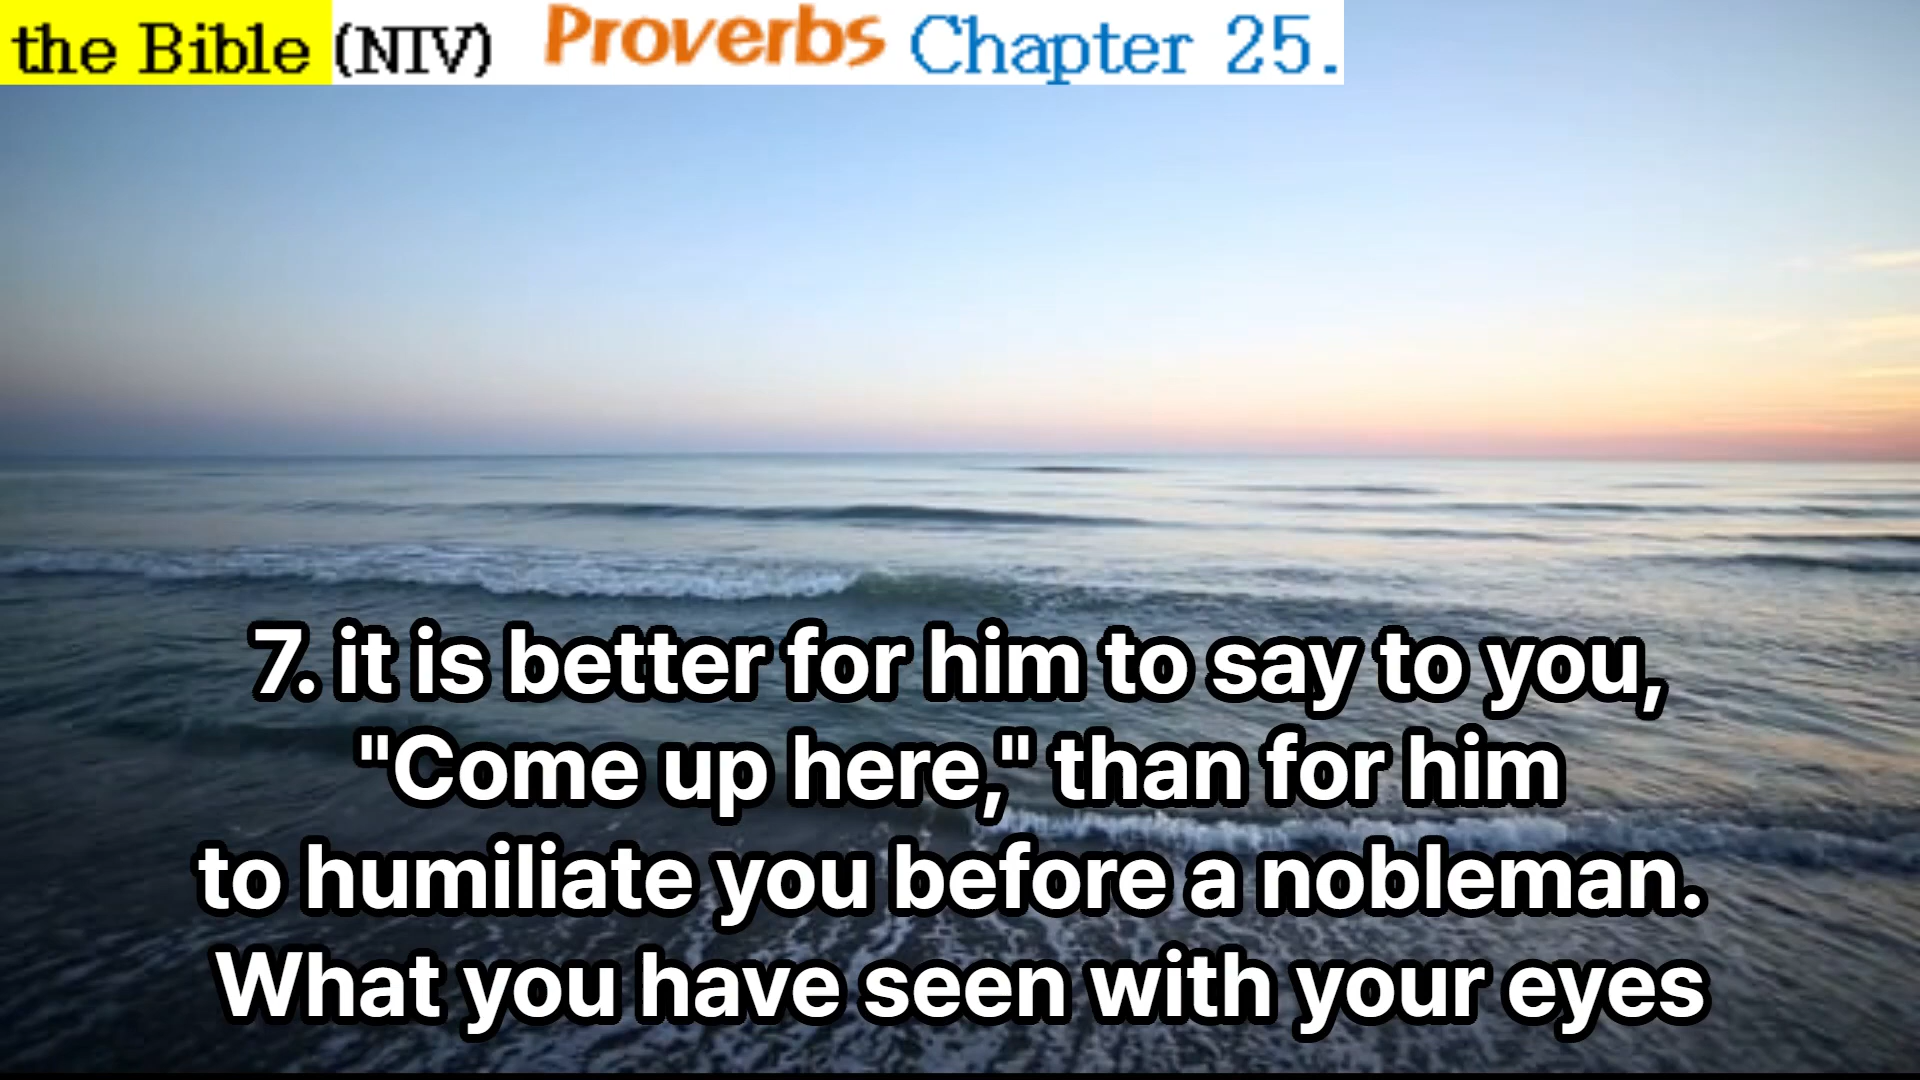 the Bible (NIV) Proverbs Chapter 25.
7. it is better for him to say to you,
"Come up here," than for him
to humiliate you before a nobleman.
What you have seen with your eyes